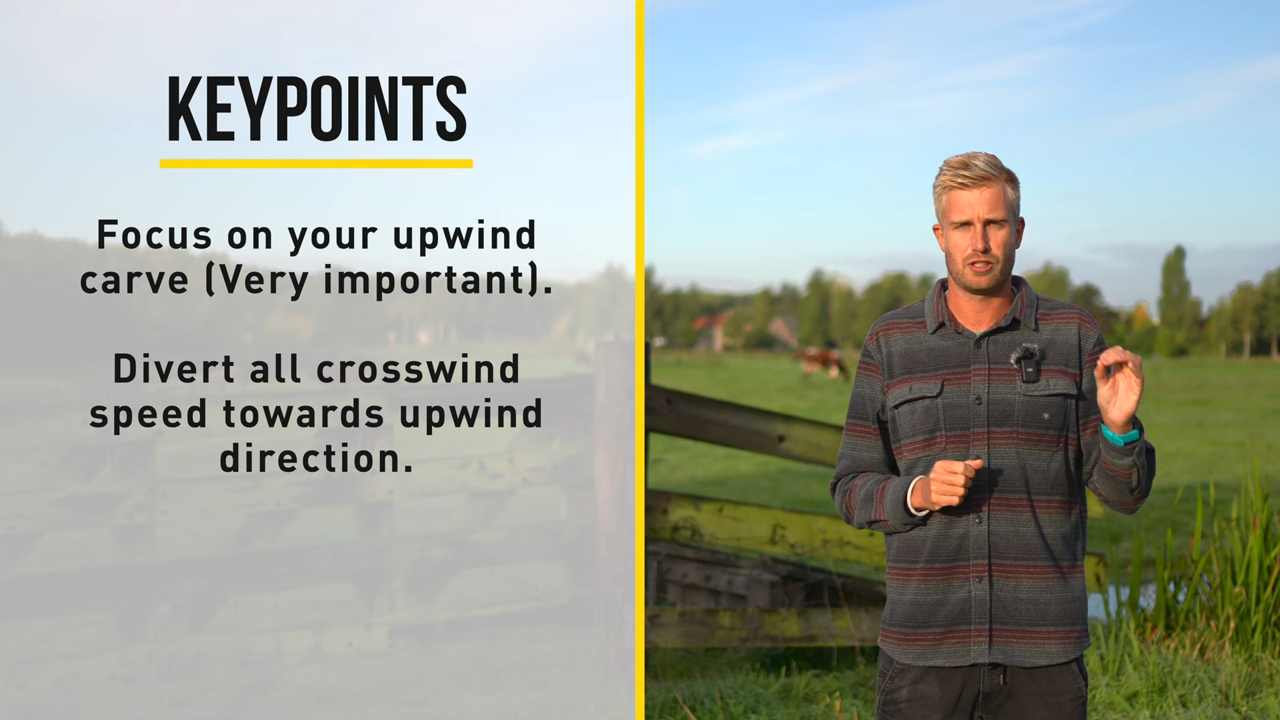 KEYPOINTS
Focus on your upwind
carve (Very important).
Divert all crosswind
speed towards upwind
direction.